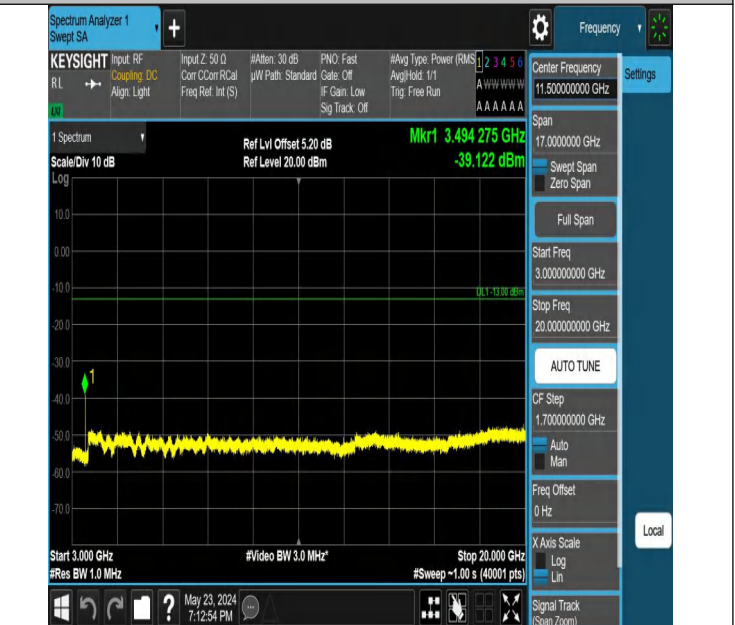 Spectrum Analyzer 1
Swept SA
+
Frequency
KEYSIGHT
RL
LXI
Input: RF
Coupling: DC
Align: Light
Input Z: 50 Ω
Corr CCorr RCal
Freq Ref: Int (S)
#Atten: 30 dB
µW Path: Standard
PNO: Fast
Gate: Off
IF Gain: Low
Sig Track: Off
#Avg Type: Power (RMS
Avg|Hold: 1/1
Trig: Free Run
1 2 3 4 5 6
A W W W W W
A A A A A A
1 Spectrum
Scale/Div 10 dB
Log
Ref Lvl Offset 5.20 dB
Ref Level 20.00 dBm
Mkr1 3.494 275 GHz
-39.122 dBm
10.0
0.00
-10.0
DL1 -13.00 dBm
-20.0
-30.0
1
-40.0
-50.0
-60.0
-70.0
Start 3.000 GHz
#Res BW 1.0 MHz
#Video BW 3.0 MHz*
Stop 20.000 GHz
#Sweep ~1.00 s (40001 pts)
Center Frequency
11.500000000 GHz
Settings
Span
17.0000000 GHz
Swept Span
Zero Span
Full Span
Start Freq
3.000000000 GHz
Stop Freq
20.000000000 GHz
AUTO TUNE
CF Step
1.700000000 GHz
Auto
Man
Freq Offset
0 Hz
X Axis Scale
Log
Lin
Local
Signal Track
(Span Zoom)
?
May 23, 2024
7:12:54 PM